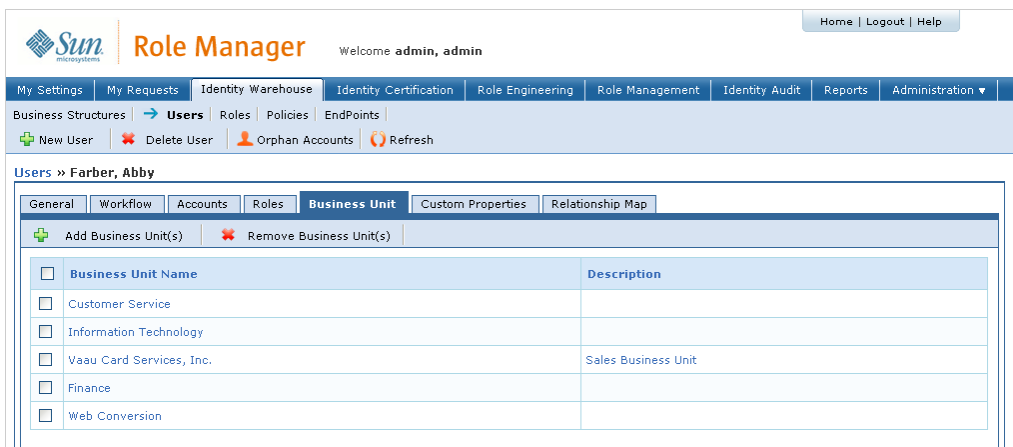 Home | Logout | Help
Sun
microsystems
Role Manager
Welcome admin, admin
My Settings My Requests Identity Warehouse Identity Certification Role Engineering Role Management Identity Audit Reports Administration
Business Structures Users Roles Policies EndPoints
New User Delete User Orphan Accounts Refresh
Users » Farber, Abby
General Workflow Accounts Roles Business Unit Custom Properties Relationship Map
Add Business Unit(s) Remove Business Unit(s)
Business Unit Name Description
Customer Service
Information Technology
Vaau Card Services, Inc. Sales Business Unit
Finance
Web Conversion